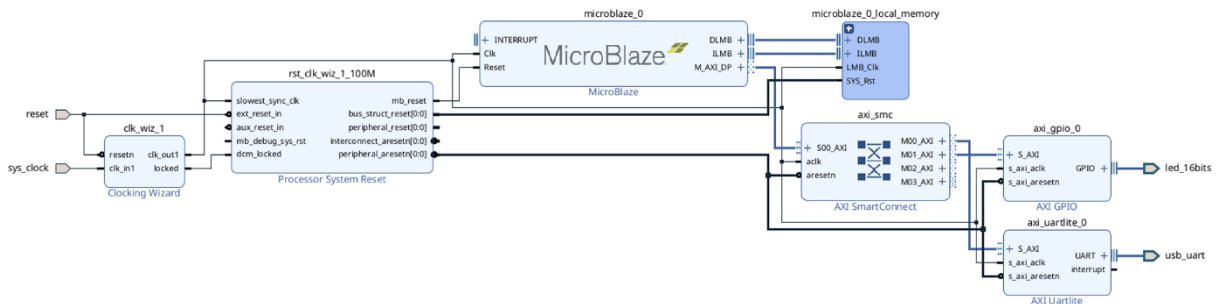 reset
sys_clock
clk_wiz_1
resetn
clk_in1
clk_out1
locked
Clocking Wizard
rst_clk_wiz_1_100M
slowest_sync_clk
ext_reset_in
aux_reset_in
mb_debug_sys_rst
dcm_locked
mb_reset
bus_struct_reset[0:0]
peripheral_reset[0:0]
interconnect_aresetn[0:0]
peripheral_aresetn[0:0]
Processor System Reset
microblaze_0
INTERRUPT
Clk
Reset
MicroBlaze
DLMB
ILMB
M_AXI_DP
MicroBlaze
microblaze_0_local_memory
DLMB
ILMB
LMB_Clk
SYS_Rst
axi_smc
S00_AXI
aclk
aresetn
M00_AXI
M01_AXI
M02_AXI
M03_AXI
AXI SmartConnect
axi_gpio_0
S_AXI
s_axi_aclk
s_axi_aresetn
GPIO
AXI GPIO
led_16bits
axi_uartlite_0
S_AXI
s_axi_aclk
s_axi_aresetn
UART
interrupt
AXI Uartlite
usb_uart